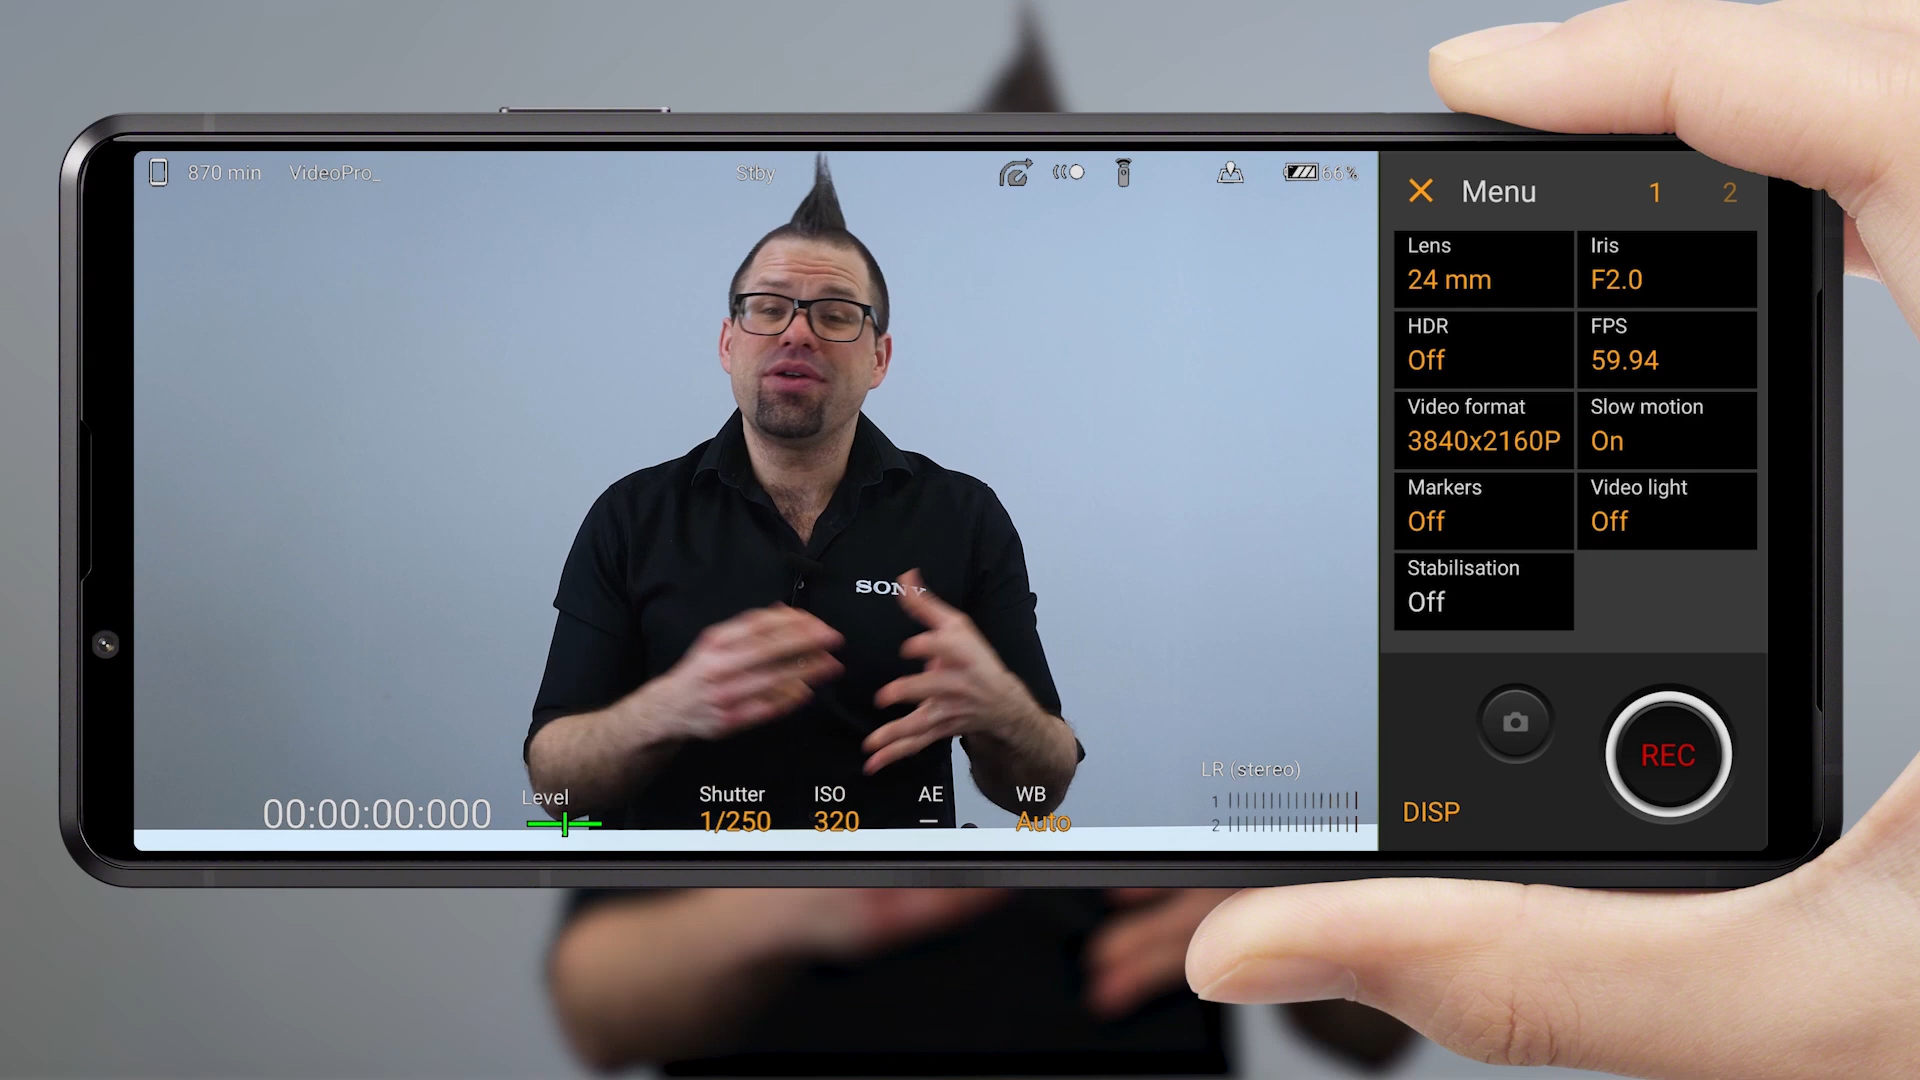 870 min VideoPro_ Stby 66%
Menu 1 2
Lens
24 mm
Iris
F2.0
HDR
Off
FPS
59.94
Video format
3840x2160P
Slow motion
On
Markers
Off
Video light
Off
Stabilisation
Off
SONY
REC
DISP
LR (stereo)
1
2
00:00:00:000
Level
Shutter
1/250
ISO
320
AE
—
WB
Auto